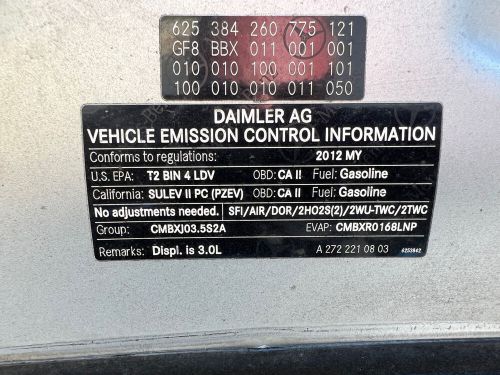 625 384 260 775 121
GF8 BBX 011 001 001
010 010 100 001 101
100 010 010 011 050
DAIMLER AG
VEHICLE EMISSION CONTROL INFORMATION
Conforms to regulations: 2012 MY
U.S. EPA: T2 BIN 4 LDV OBD: CA II Fuel: Gasoline
California: SULEV II PC (PZEV) OBD: CA II Fuel: Gasoline
No adjustments needed. SFI/AIR/DOR/2HO2S(2)/2WU-TWC/2TWC
Group: CMBXJ03.5S2A EVAP: CMBXR0168LNP
Remarks: Displ. is 3.0L A 272 221 08 03